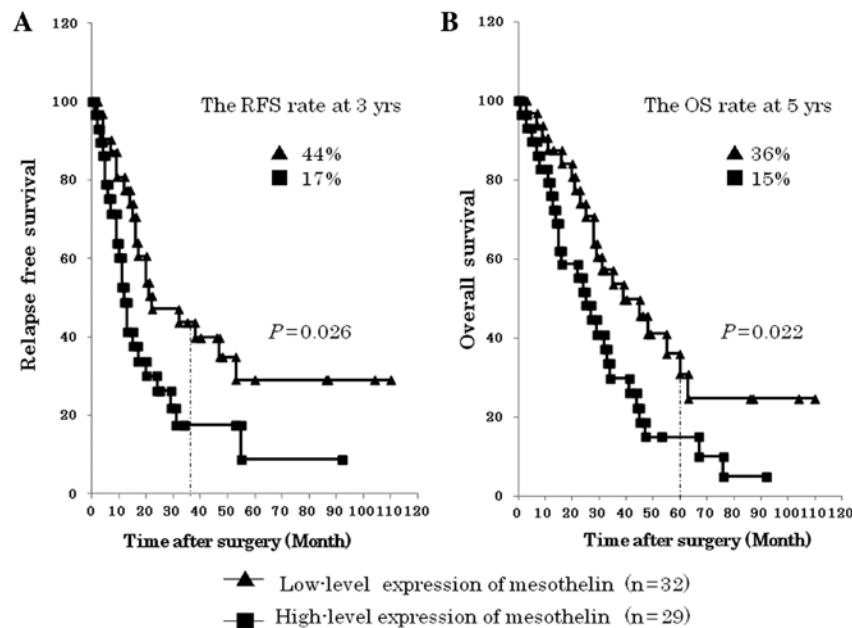 A
120
100
80
60
40
20
0
Relapse free survival
The RFS rate at 3 yrs
44%
17%
P=0.026
0 10 20 30 40 50 60 70 80 90 100 110 120
Time after surgery (Month)
B
120
100
80
60
40
20
0
Overall survival
The OS rate at 5 yrs
36%
15%
P=0.022
0 10 20 30 40 50 60 70 80 90 100 110 120
Time after surgery (Month)
Low-level expression of mesothelin (n=32)
High-level expression of mesothelin (n=29)